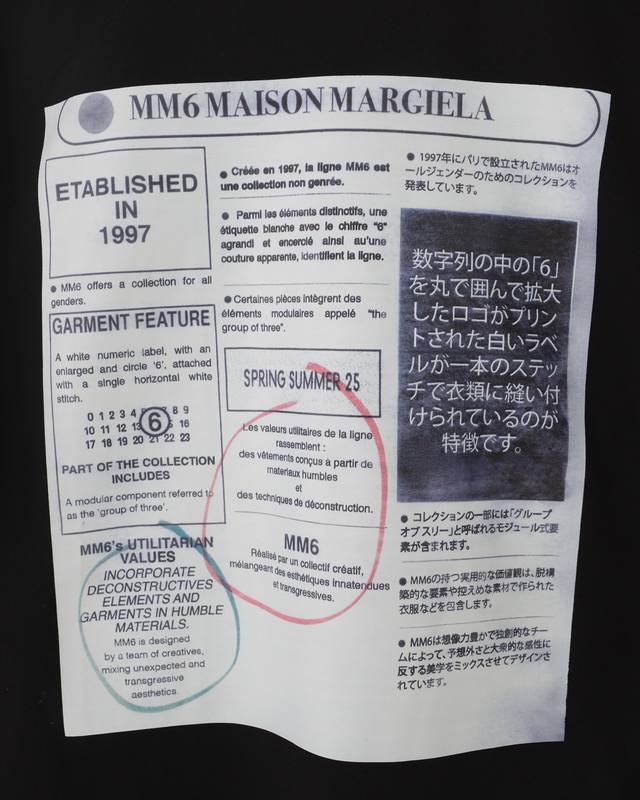 MM6 MAISON MARGIELA
ETABLISHED
IN
1997
● MM6 offers a collection for all
genders.
GARMENT FEATURE
A white numeric label, with an
enlarged and circle ‘6’, attached
with a single horizontal white
stitch.
0 1 2 3 4 6 8 9
10 11 12 13 16
17 18 19 20 21 22 23
PART OF THE COLLECTION
INCLUDES
A modular component referred to
as the ‘group of three’.
MM6's UTILITARIAN
VALUES
INCORPORATE
DECONSTRUCTIVES
ELEMENTS AND
GARMENTS IN HUMBLE
MATERIALS.
MM6 is designed
by a team of creatives,
mixing unexpected and
transgressive
aesthetics.
● Créée en 1997, la ligne MM6 est
une collection non genrée.
● Parmi les éléments distinctifs, une
étiquette blanche avec le chiffre “6”
agrandi et encerclé ainsi au'une
couture apparente, identifient la ligne.
● Certaines pièces intègrent des
éléments modulaires appelé “the
group of three”.
SPRING SUMMER 25
Les valeurs utilitaires de la ligne
rassemblent :
des vêtements conçus à partir de
materiaux humbles
et
des techniques de déconstruction.
MM6
Réalisé par un collectif créatif,
mélangeant des esthétiques innatendues
et transgressives.
● 1997年にパリで設立されたMM6はオ
ールジェンダーのためのコレクションを
発表しています。
数字列の中の「6」
を丸で囲んで拡大
したロゴがプリン
トされた白いラベ
ルが一本のステッ
チで衣類に縫い付
けられているのが
特徴です。
● コレクションの一部には「グループ
オブ スリー」と呼ばれるモジュール式要
素が含まれます。
● MM6の持つ実用的な価値観は、脱構
築的な要素や控えめな素材で作られた
衣服などを包含します。
● MM6は想像力豊かで独創的なチー
ムによって、予想外さと大衆的な感性に
反する美学をミックスさせてデザインさ
れています。